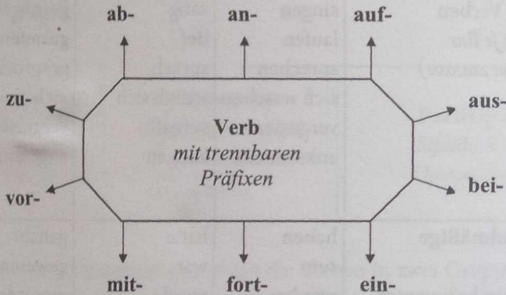 ab- an- auf-
zu- aus-
Verb
mit trennbaren
Präfixen
vor- bei-
mit- fort- ein-